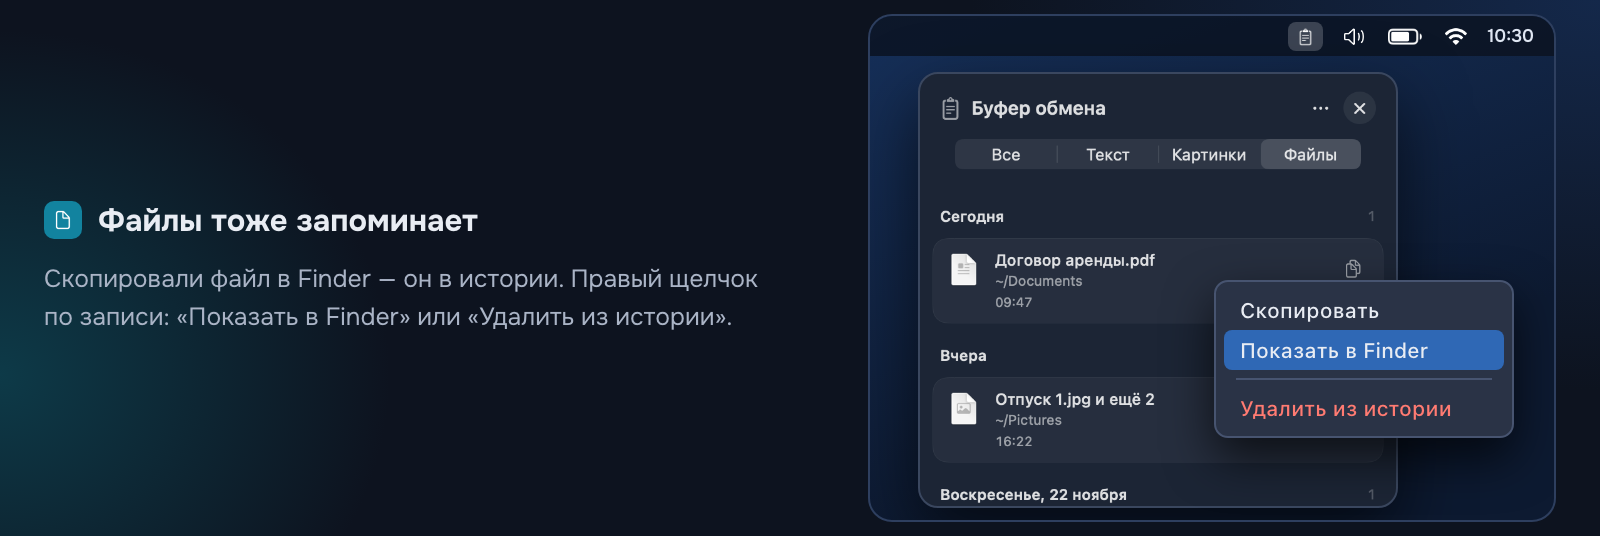 Файлы тоже запоминает
Скопировали файл в Finder — он в истории. Правый щелчок
по записи: «Показать в Finder» или «Удалить из истории».
10:30
Буфер обмена
Все
Текст
Картинки
Файлы
Сегодня 1
Договор аренды.pdf
~/Documents
09:47
Скопировать
Показать в Finder
Удалить из истории
Вчера
Отпуск 1.jpg и ещё 2
~/Pictures
16:22
Воскресенье, 22 ноября 1